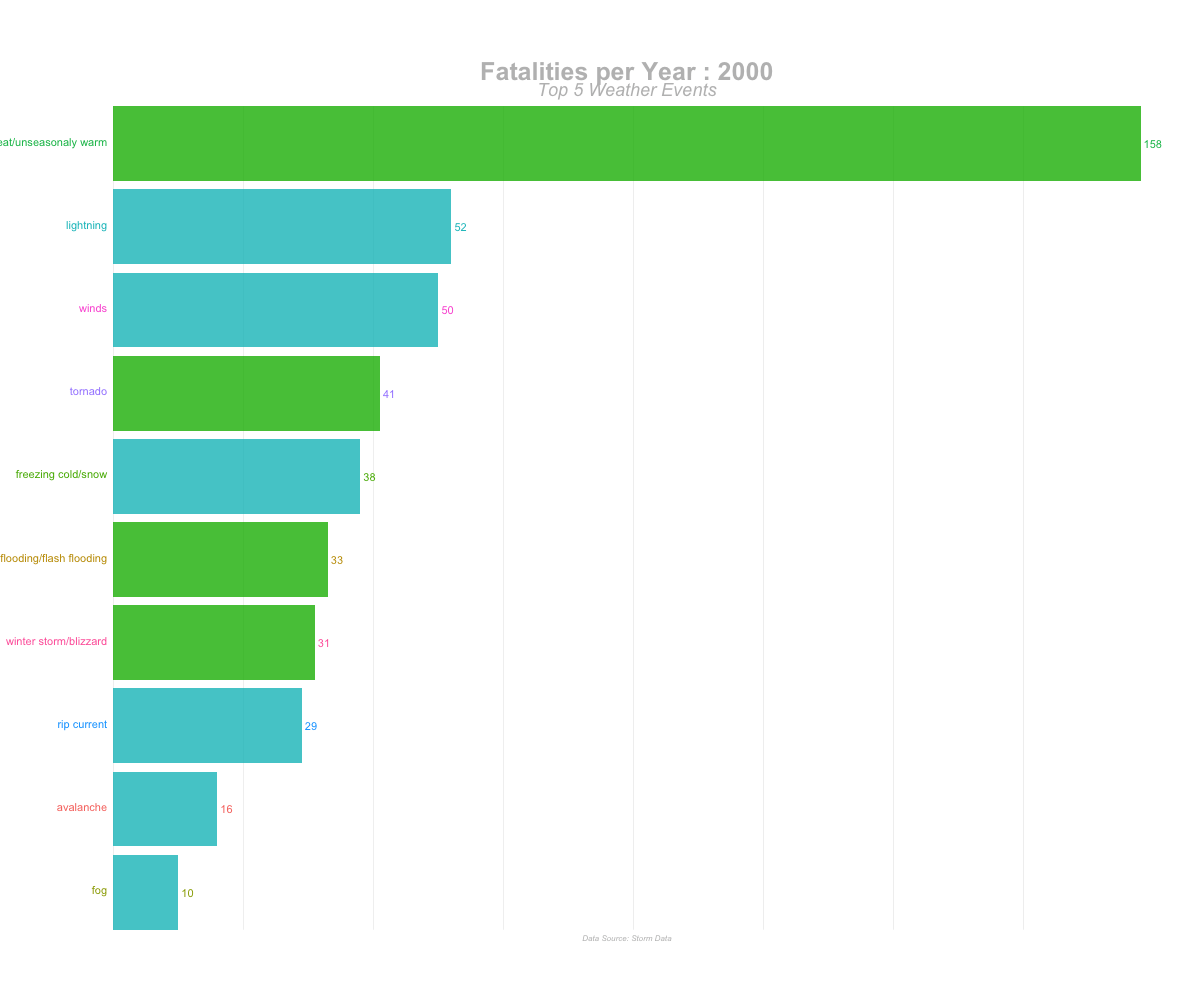 Fatalities per Year : 2000
Top 5 Weather Events
eat/unseasonaly warm 158
lightning 52
winds 50
tornado 41
freezing cold/snow 38
flooding/flash flooding 33
winter storm/blizzard 31
rip current 29
avalanche 16
fog 10
Data Source: Storm Data